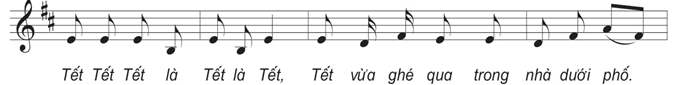 Tết Tết Tết là Tết là Tết, Tết vừa ghé qua trong nhà dưới phố.